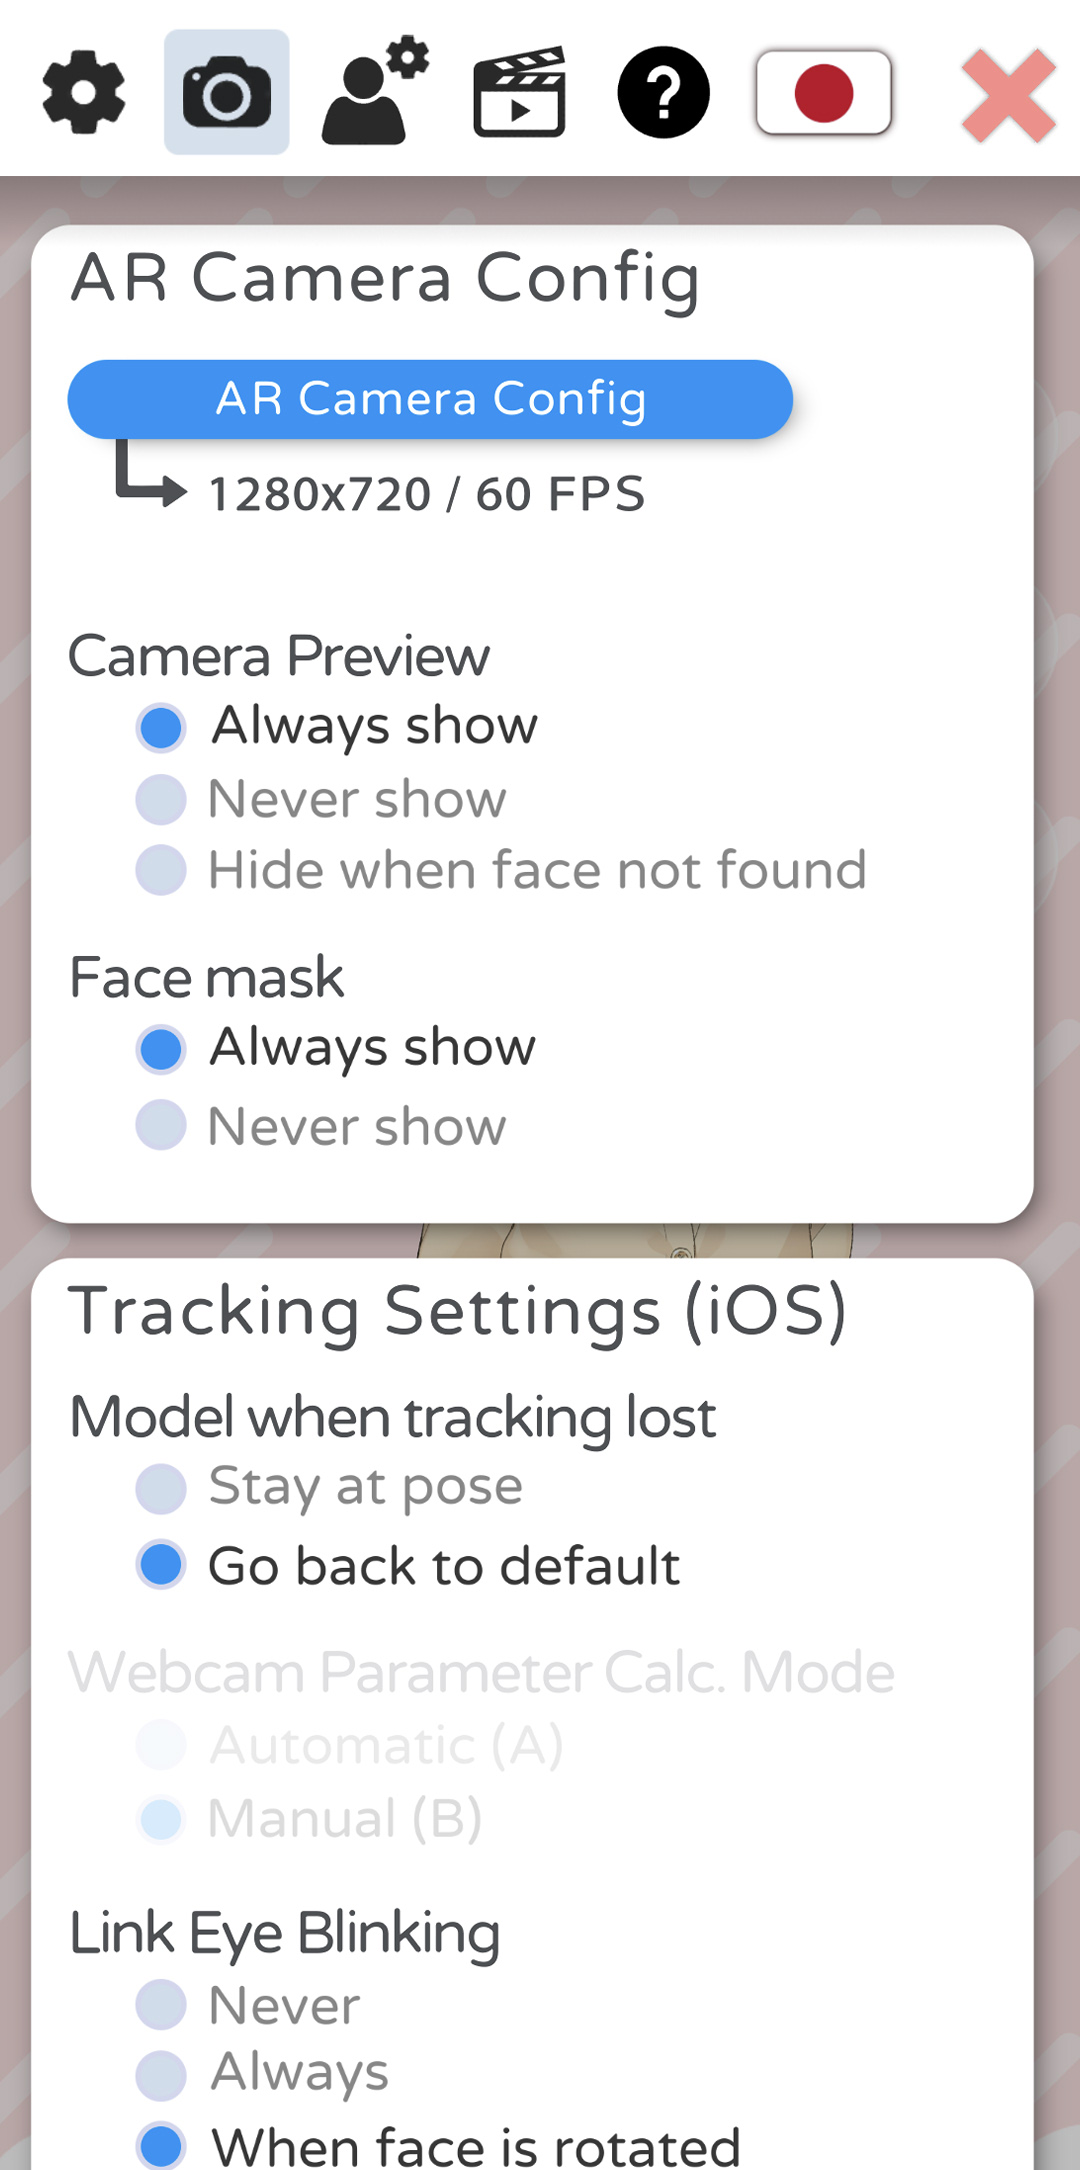 AR Camera Config
AR Camera Config
1280x720 / 60 FPS
Camera Preview
Always show
Never show
Hide when face not found
Face mask
Always show
Never show
Tracking Settings (iOS)
Model when tracking lost
Stay at pose
Go back to default
Webcam Parameter Calc. Mode
Automatic (A)
Manual (B)
Link Eye Blinking
Never
Always
When face is rotated